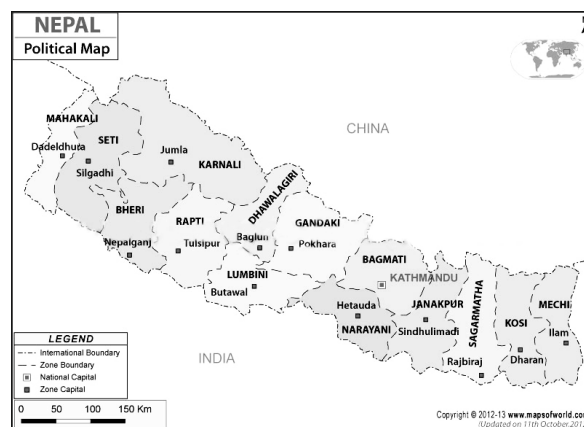 NEPAL
Political Map
MAHAKALI
CHINA
SETI
Dadeldhura
Jumla
KARNALI
Silgadhi
DHAWALAGIRI
BHERI
RAPTI
GANDAKI
Nepalganj
Tulsipur
Baglun
Pokhara
BAGMATI
LUMBINI
KATHMANDU
Butawal
Hetauda
JANAKPUR
SAGARMATHA
MECHI
NARAYANI
Sindhulimadi
KOSI
Ilam
INDIA
Rajbiraj
Dharan
LEGEND
International Boundary
Zone Boundary
National Capital
Zone Capital
0 50 100 150 Km
Copyright © 2012-13 www.mapsofworld.com
(Updated on 11th October,201